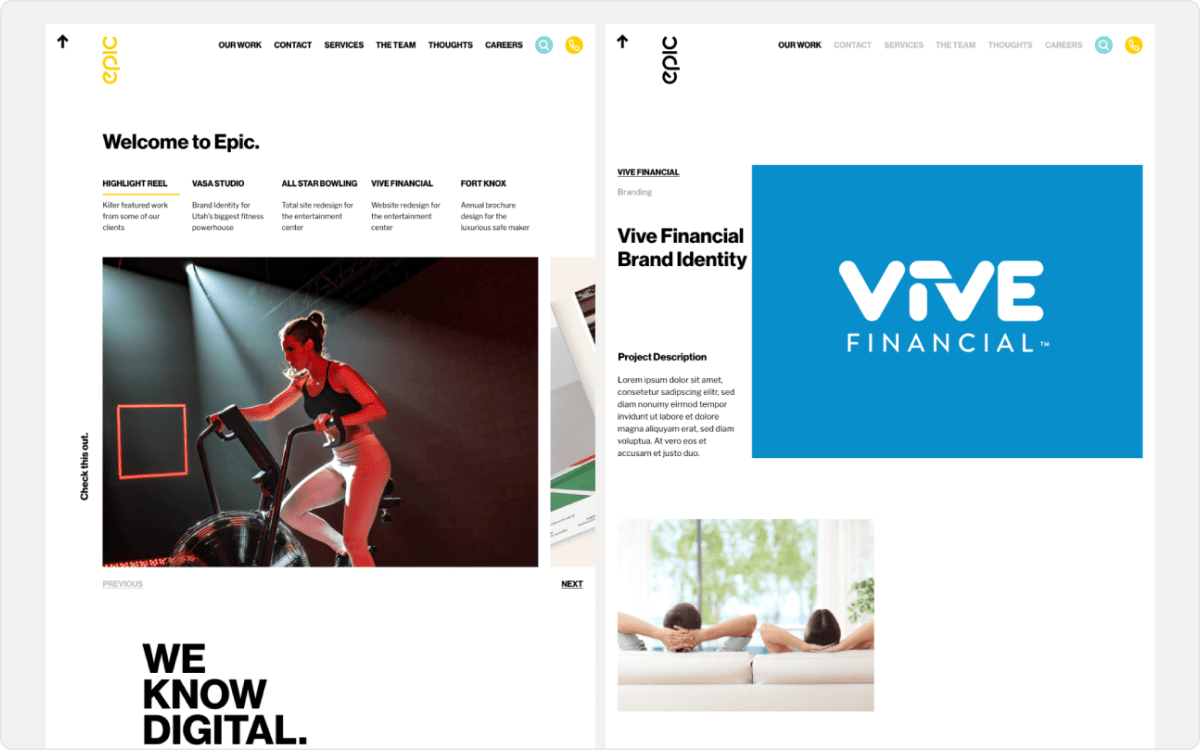 epic
OUR WORK CONTACT SERVICES THE TEAM THOUGHTS CAREERS
Welcome to Epic.
HIGHLIGHT REEL
Killer featured work
from some of our
clients
VASA STUDIO
Brand Identity for
Utah's biggest fitness
powerhouse
ALL STAR BOWLING
Total site redesign for
the entertainment
center
VIVE FINANCIAL
Website redesign for
the entertainment
center
FORT KNOX
Annual brochure
design for the
luxurious safe maker
Check this out.
PREVIOUS
NEXT
WE
KNOW
DIGITAL.
epic
OUR WORK CONTACT SERVICES THE TEAM THOUGHTS CAREERS
VIVE FINANCIAL
Branding
Vive Financial
Brand Identity
Project Description
Lorem ipsum dolor sit amet,
consetetur sadipscing elitr, sed
diam nonumy eirmod tempor
invidunt ut labore et dolore
magna aliquyam erat, sed diam
voluptua. At vero eos et
accusam et justo duo.
VIVE
FINANCIAL™